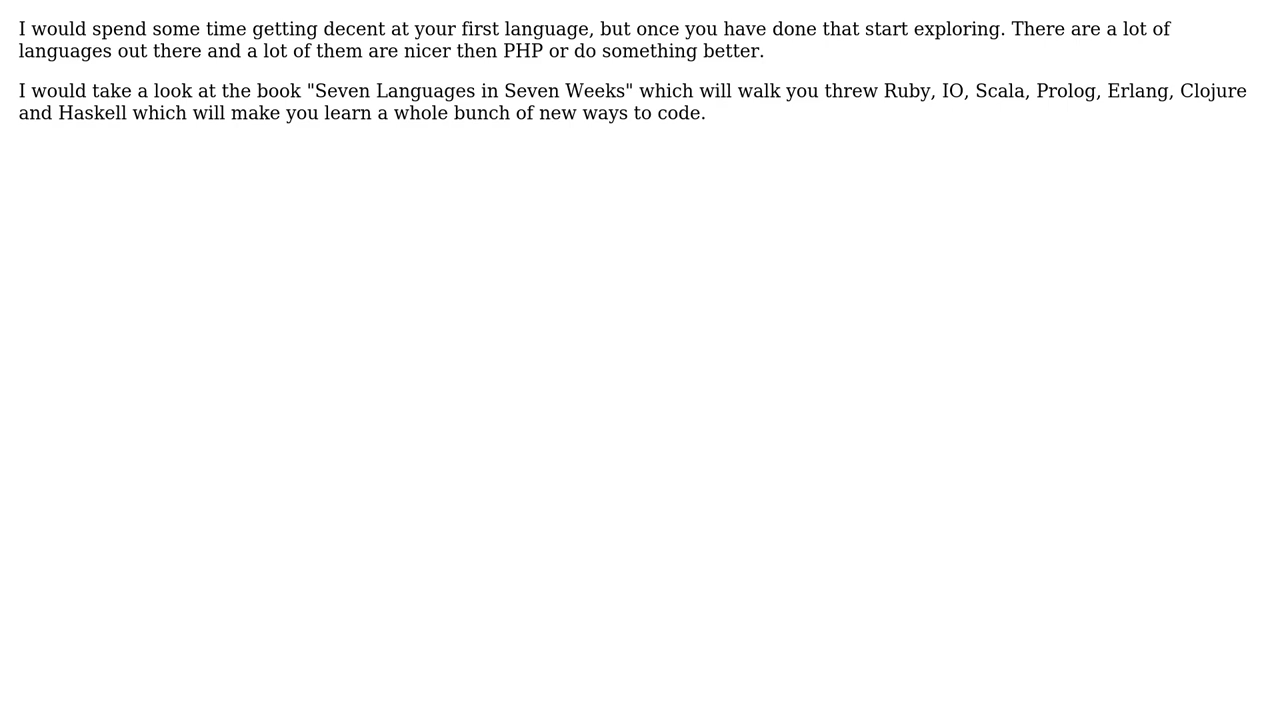 I would spend some time getting decent at your first language, but once you have done that start exploring. There are a lot of
languages out there and a lot of them are nicer then PHP or do something better.
I would take a look at the book "Seven Languages in Seven Weeks" which will walk you threw Ruby, IO, Scala, Prolog, Erlang, Clojure
and Haskell which will make you learn a whole bunch of new ways to code.